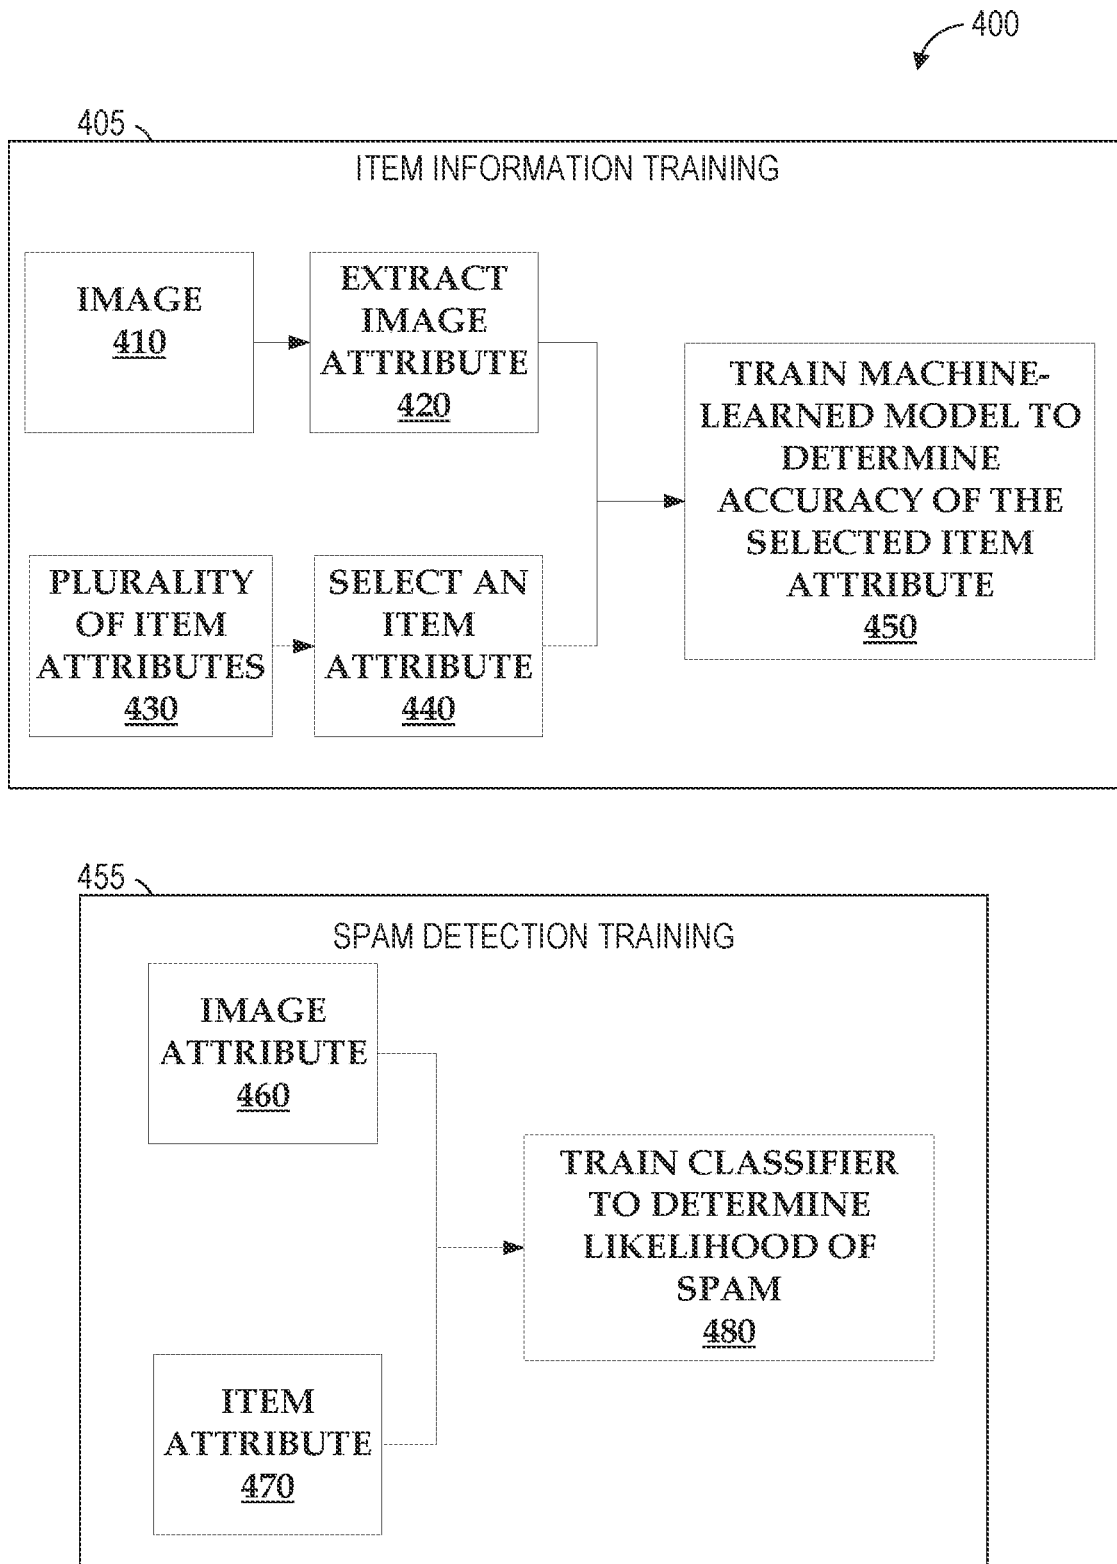 400
405
ITEM INFORMATION TRAINING
IMAGE
410
EXTRACT
IMAGE
ATTRIBUTE
420
PLURALITY
OF ITEM
ATTRIBUTES
430
SELECT AN
ITEM
ATTRIBUTE
440
TRAIN MACHINE-
LEARNED MODEL TO
DETERMINE
ACCURACY OF THE
SELECTED ITEM
ATTRIBUTE
450
455
SPAM DETECTION TRAINING
IMAGE
ATTRIBUTE
460
ITEM
ATTRIBUTE
470
TRAIN CLASSIFIER
TO DETERMINE
LIKELIHOOD OF
SPAM
480